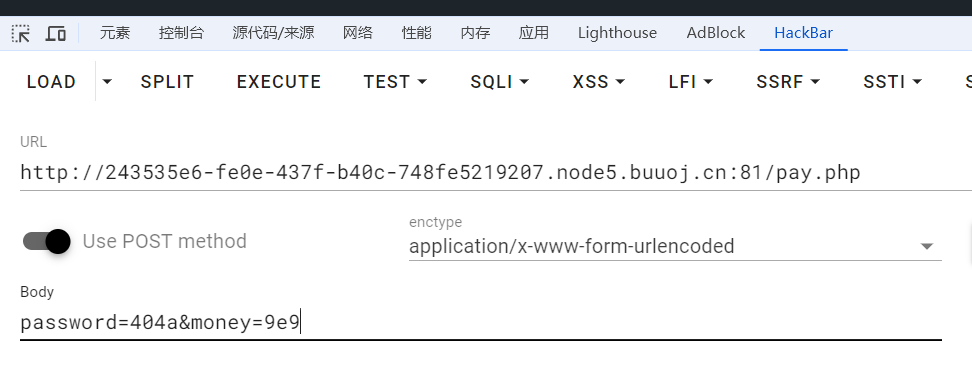 元素 控制台 源代码/来源 网络 性能 内存 应用 Lighthouse AdBlock HackBar
LOAD SPLIT EXECUTE TEST SQLI XSS LFI SSRF SSTI
URL
http://243535e6-fe0e-437f-b40c-748fe5219207.node5.buuoj.cn:81/pay.php
enctype
Use POST method application/x-www-form-urlencoded
Body
password=404a&money=9e9